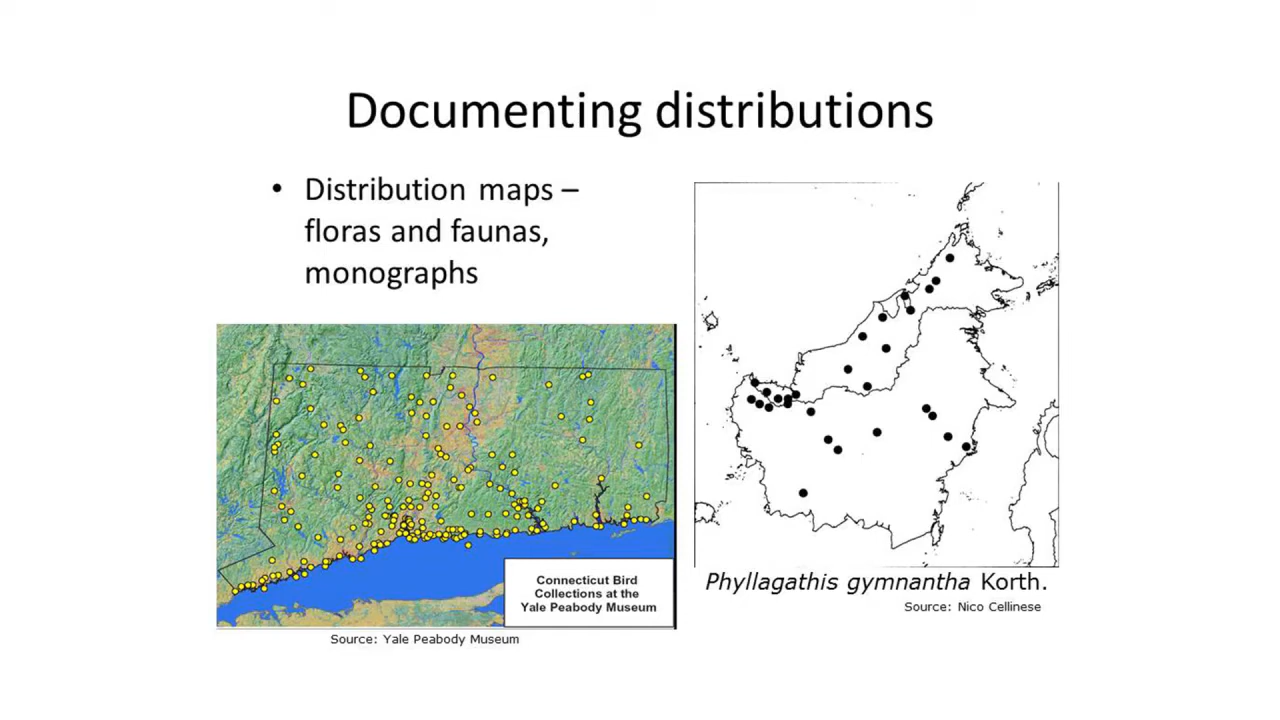 Documenting distributions
• Distribution maps –
floras and faunas,
monographs
Connecticut Bird
Collections at the
Yale Peabody Museum
Source: Yale Peabody Museum
Phyllagathis gymnantha Korth.
Source: Nico Cellinese